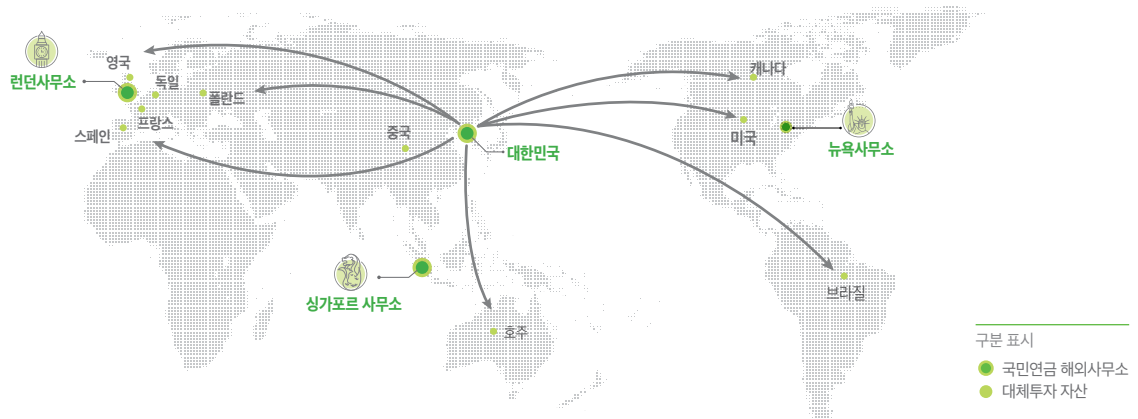 영국
런던사무소
독일
폴란드
프랑스
스페인
중국
대한민국
캐나다
미국
뉴욕사무소
싱가포르 사무소
호주
브라질
구분 표시
국민연금 해외사무소
대체투자 자산